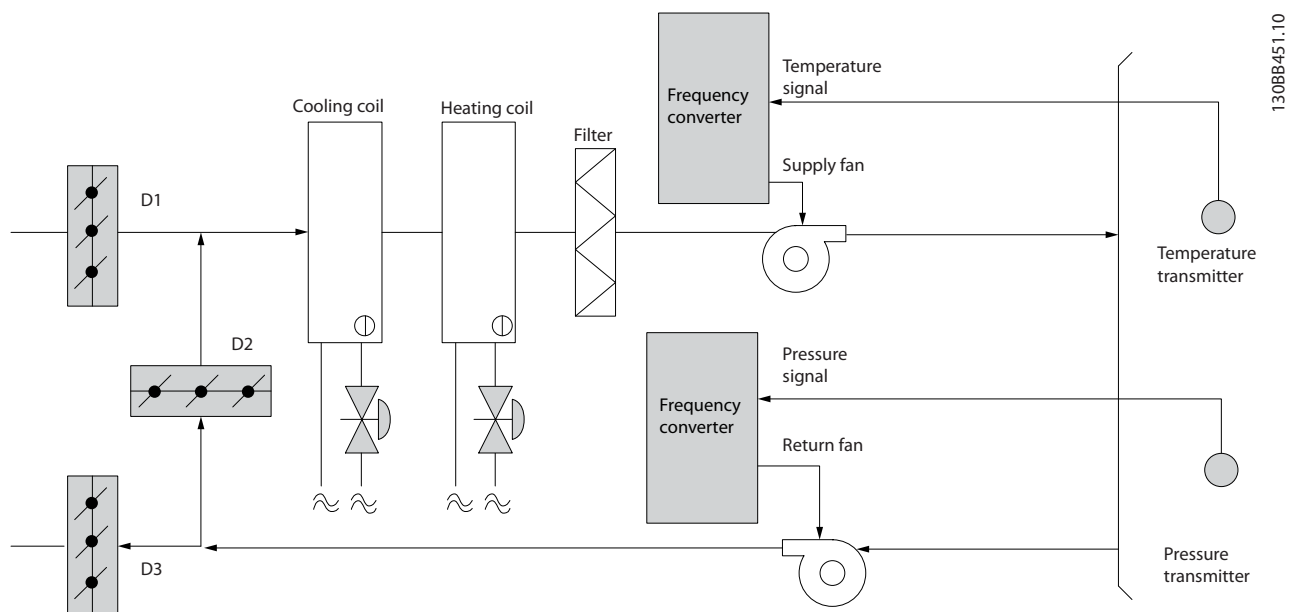 130BB451.10
Temperature
signal
Frequency
converter
Cooling coil
Heating coil
Filter
Supply fan
D1
Temperature
transmitter
D2
Pressure
signal
Frequency
converter
Return fan
D3
Pressure
transmitter